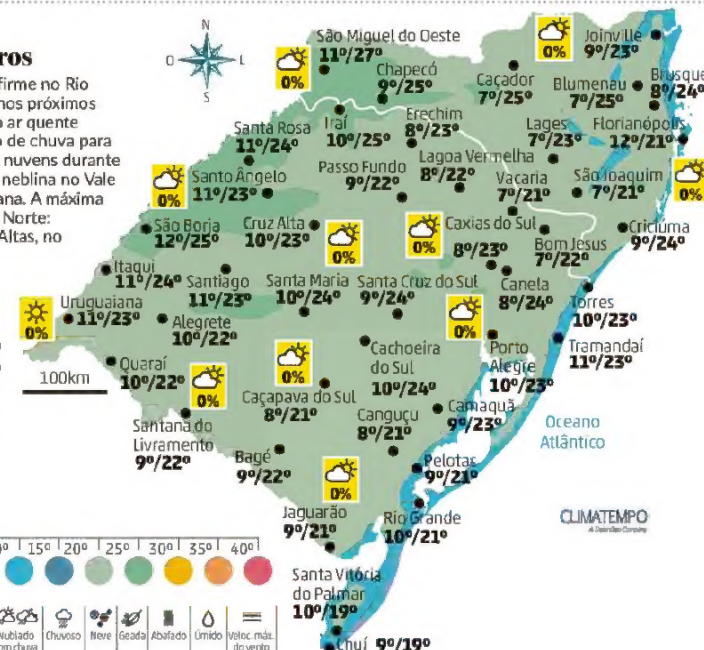 ros
firme no Rio
nos próximos
o ar quente
o de chuva para
nuvens durante
neblina no Vale
ana. A máxima
Norte:
Altas, no
N
O
L
S
São Miguel do Oeste
11º/27º
0%
Chapecó
9º/25º
0%
Caçador
7º/25º
Joinville
9º/23º
Blumenau
7º/25º
Brusque
8º/24º
Santa Rosa
11º/24º
Iraí
10º/25º
Erechim
8º/23º
Lages
7º/23º
Florianópolis
12º/21º
0%
Santo Ângelo
11º/23º
0%
Passo Fundo
9º/22º
Lagoa Vermelha
8º/22º
Vacaria
7º/21º
São Joaquim
7º/21º
São Borja
12º/25º
Cruz Alta
10º/23º
0%
0%
Caxias do Sul
8º/23º
Bom Jesus
7º/22º
Criciúma
9º/24º
Itaqui
11º/24º
Santiago
11º/23º
Santa Maria
10º/24º
Santa Cruz do Sul
9º/24º
Canela
8º/24º
Torres
10º/23º
0%
Uruguaiana
11º/23º
Alegrete
10º/22º
0%
Cachoeira
do Sul
10º/24º
Porto
Alegre
10º/23º
Tramandaí
11º/23º
100km
Quaraí
10º/22º
0%
0%
Caçapava do Sul
8º/21º
Canguçu
8º/21º
Camaquã
9º/23º
Oceano
Atlântico
Santana do
Livramento
9º/22º
Bagé
9º/22º
0%
Pelotas
9º/21º
Jaguarão
9º/21º
Rio Grande
10º/21º
CLIMATEMPO
0º 15º 20º 25º 30º 35º 40º
Santa Vitória
do Palmar
10º/19º
Nublado
com chuva
Chuvoso
Neve
Geada
Abafado
Úmido
Veloc. máx.
do vento
Chuí 9º/19º